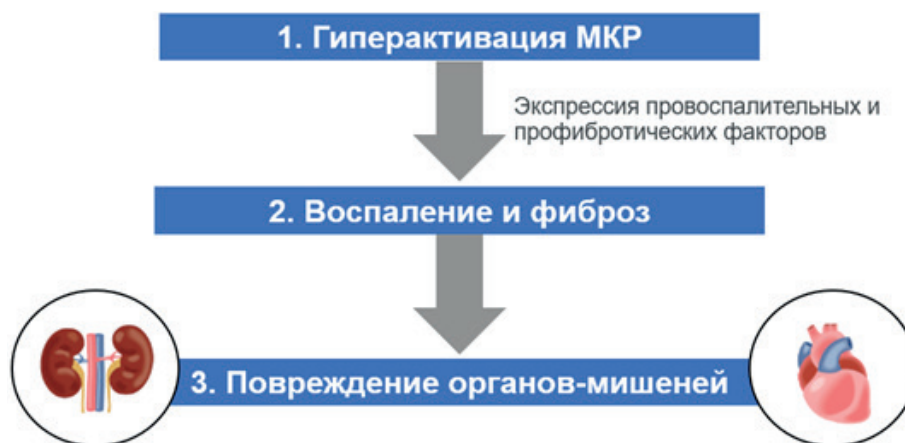 1. Гиперактивация МКР
Экспрессия провоспалительных и
профибротических факторов
2. Воспаление и фиброз
3. Повреждение органов-мишеней